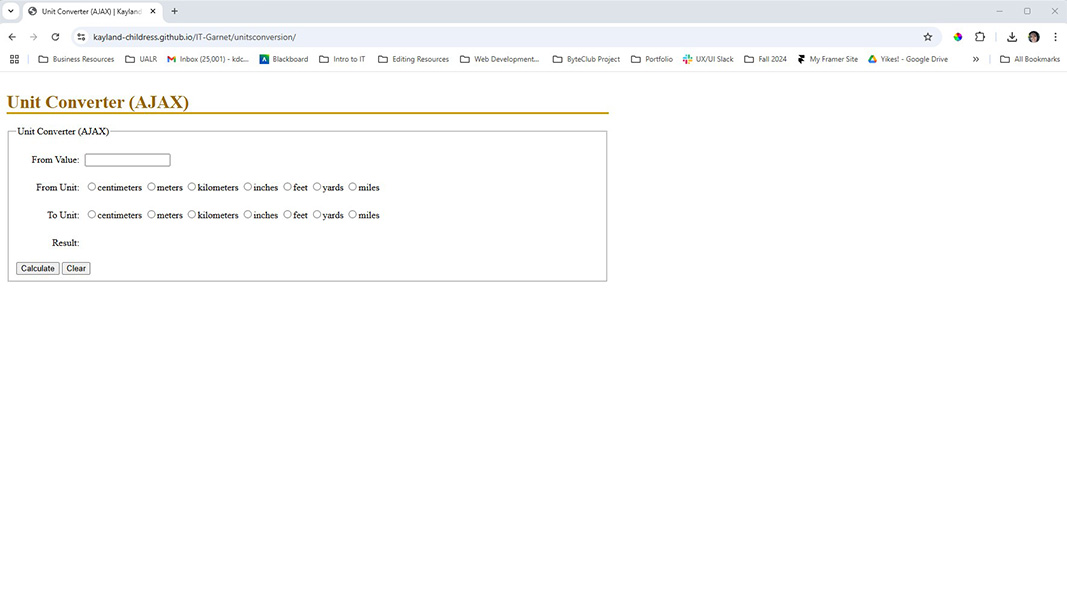 Unit Converter (AJAX) | Kayland
kayland-childress.github.io/IT-Garnet/unitsconversion/
Business Resources UALR Inbox (25,001) - kdc... Blackboard Intro to IT Editing Resources Web Development... ByteClub Project Portfolio UX/UI Slack Fall 2024 My Framer Site Yikes! - Google Drive » All Bookmarks
Unit Converter (AJAX)
Unit Converter (AJAX)
From Value:
From Unit: centimeters meters kilometers inches feet yards miles
To Unit: centimeters meters kilometers inches feet yards miles
Result:
Calculate Clear